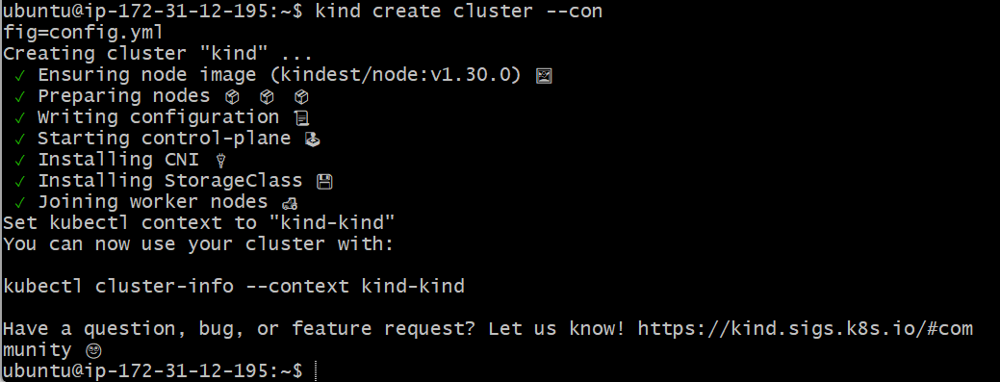 ubuntu@ip-172-31-12-195:~$ kind create cluster --con
fig=config.yml
Creating cluster "kind" ...
 ✓ Ensuring node image (kindest/node:v1.30.0) 🖼
 ✓ Preparing nodes 📦 📦 📦
 ✓ Writing configuration 📜
 ✓ Starting control-plane 🕹️
 ✓ Installing CNI 🔌
 ✓ Installing StorageClass 💾
 ✓ Joining worker nodes 🚜
Set kubectl context to "kind-kind"
You can now use your cluster with:

kubectl cluster-info --context kind-kind

Have a question, bug, or feature request? Let us know! https://kind.sigs.k8s.io/#com
munity 🙂
ubuntu@ip-172-31-12-195:~$